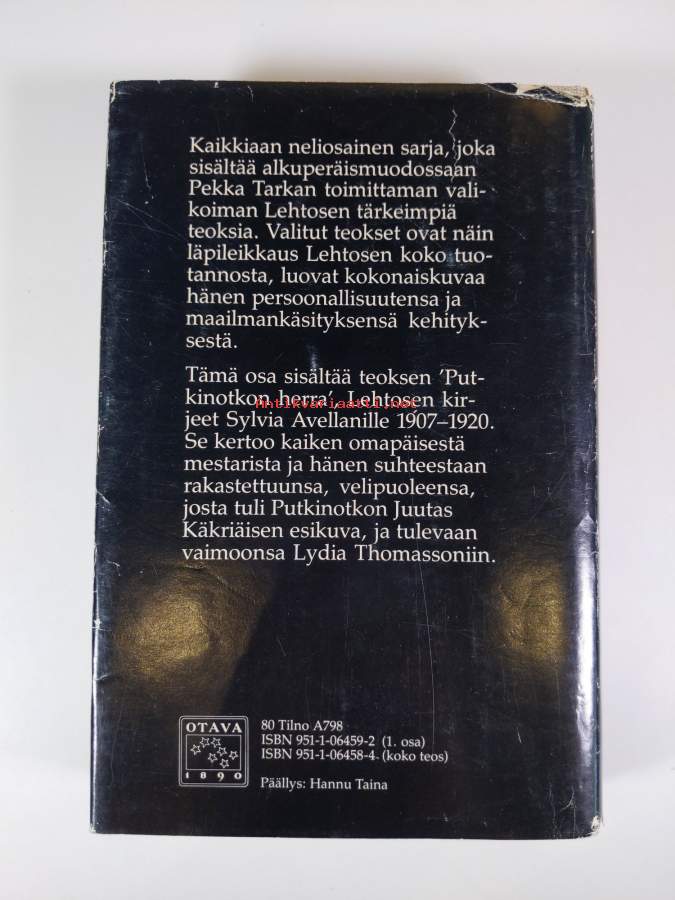 Kaikkiaan neliosainen sarja, joka
sisältää alkuperäismuodossaan
Pekka Tarkan toimittaman vali-
koiman Lehtosen tärkeimpiä
teoksia. Valitut teokset ovat näin
läpileikkaus Lehtosen koko tuo-
tannosta, luovat kokonaiskuvaa
hänen persoonallisuutensa ja
maailmankäsityksensä kehityk-
sestä.
Tämä osa sisältää teoksen 'Put-
kinotkon herra', Lehtosen kir-
Antikvariaatti.net
jeet Sylvia Avellanille 1907–1920.
Se kertoo kaiken omapäisestä
mestarista ja hänen suhteestaan
rakastettuunsa, velipuoleensa,
josta tuli Putkinotkon Juutas
Käkriäisen esikuva, ja tulevaan
vaimoonsa Lydia Thomassoniin.
OTAVA
1890
80 Tilno A798
ISBN 951-1-06459-2 (1. osa)
ISBN 951-1-06458-4 (koko teos)
Päällys: Hannu Taina